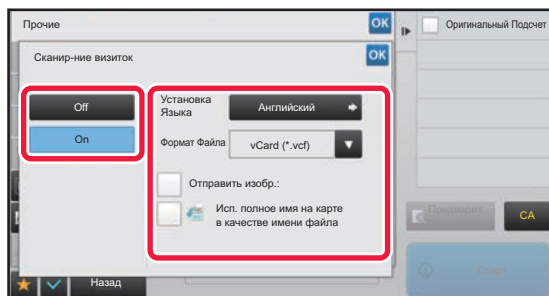 Прочие
OK
Оригинальный Подсчет
Сканир-ние визиток
OK
Off
On
Установка
Языка
Английский
Формат Файла
vCard (*.vcf)
Отправить изобр.:
Исп. полное имя на карте
в качестве имени файла
Предварит.
CA
Назад